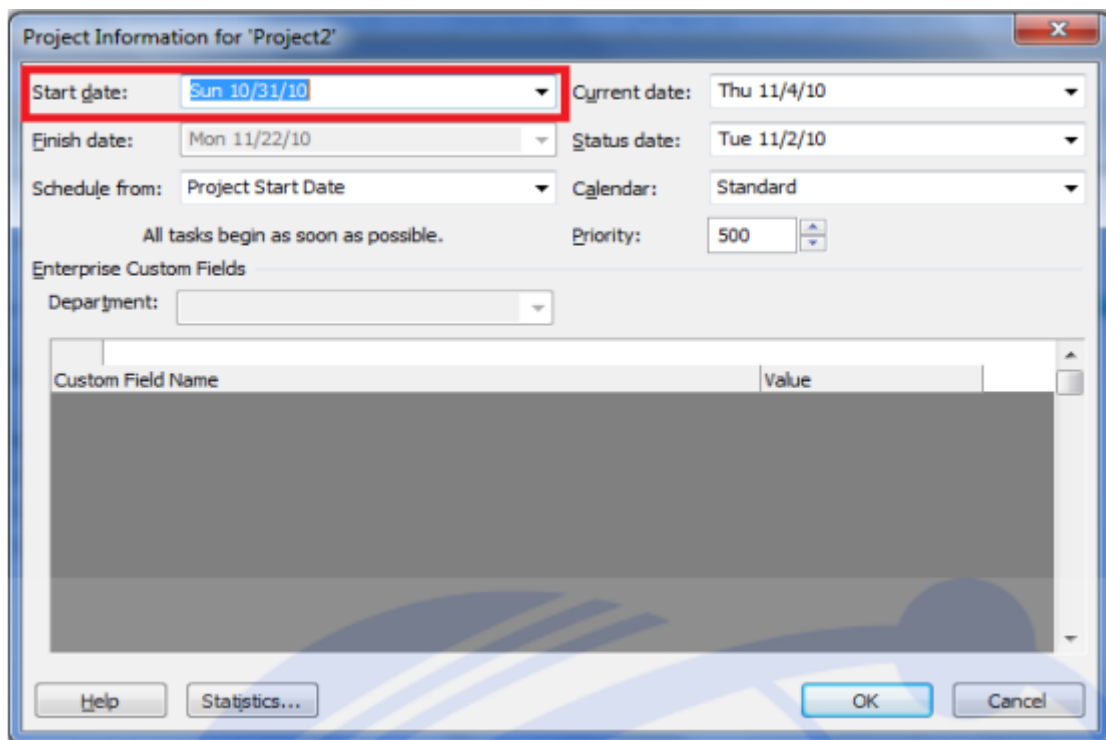 Project Information for 'Project2'
Start date: Sun 10/31/10 Current date: Thu 11/4/10
Finish date: Mon 11/22/10 Status date: Tue 11/2/10
Schedule from: Project Start Date Calendar: Standard
All tasks begin as soon as possible. Priority: 500
Enterprise Custom Fields
Department:
Custom Field Name Value
Help Statistics... OK Cancel